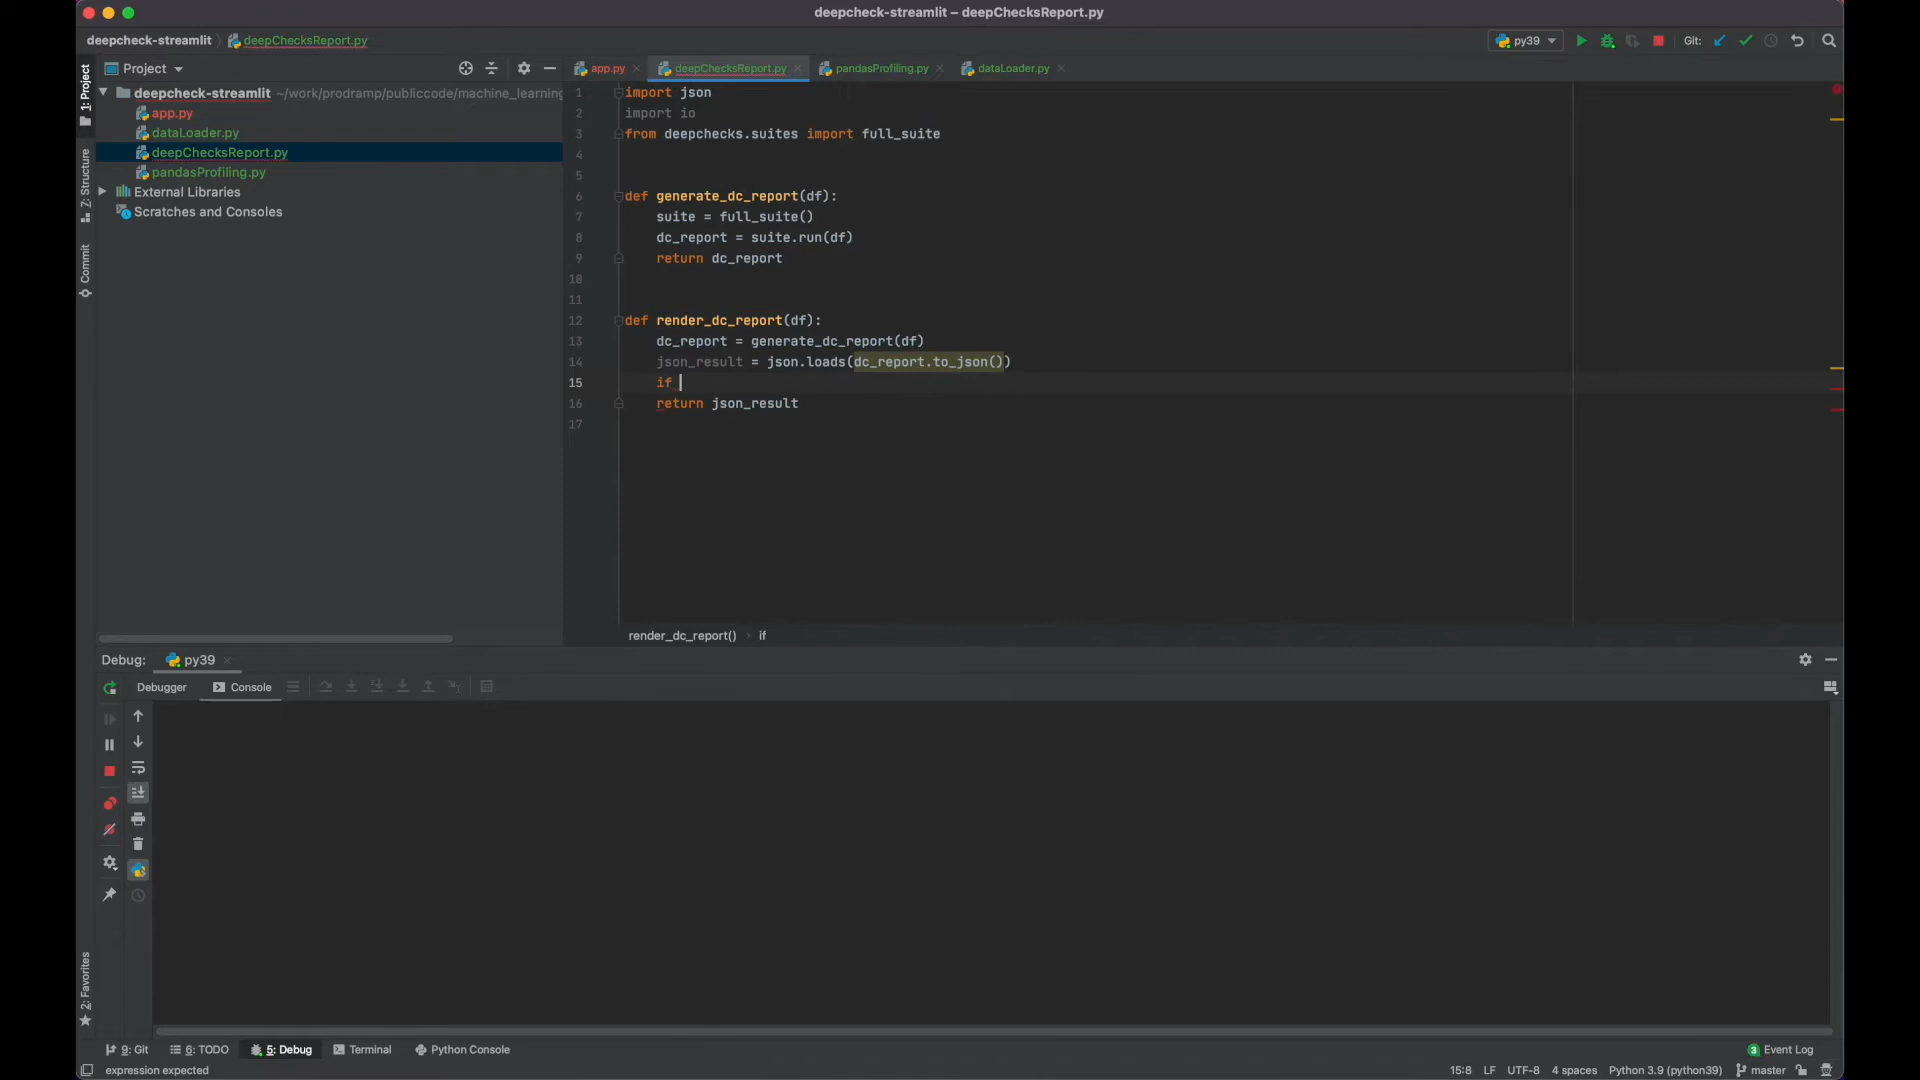 deepcheck-streamlit – deepChecksReport.py
deepcheck-streamlit
deepChecksReport.py
py39
Git:
1: Project
Z: Structure
Commit
2: Favorites
Project
deepcheck-streamlit ~/work/prodramp/publiccode/machine_learning
app.py
dataLoader.py
deepChecksReport.py
pandasProfiling.py
External Libraries
Scratches and Consoles
app.py
deepChecksReport.py
pandasProfiling.py
dataLoader.py
1 import json
2 import io
3 from deepchecks.suites import full_suite
4
5
6 def generate_dc_report(df):
7 suite = full_suite()
8 dc_report = suite.run(df)
9 return dc_report
10
11
12 def render_dc_report(df):
13 dc_report = generate_dc_report(df)
14 json_result = json.loads(dc_report.to_json())
15 if
16 return json_result
17
render_dc_report() › if
Debug: py39
Debugger
Console
9: Git
6: TODO
5: Debug
Terminal
Python Console
3 Event Log
expression expected
15:8 LF UTF-8 4 spaces Python 3.9 (python39) master